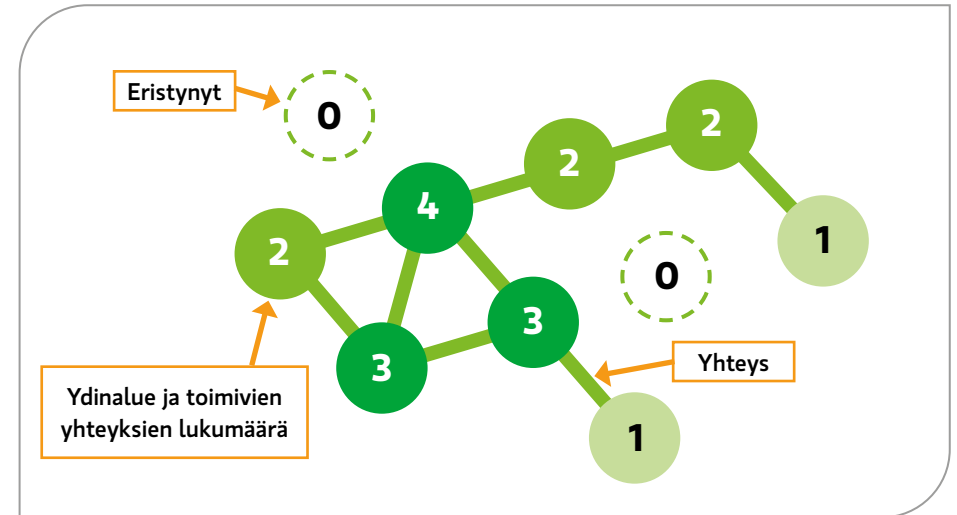 Eristynyt
0
2
2
4
1
2
0
3
3
Yhteys
Ydinalue ja toimivien
yhteyksien lukumäärä
1